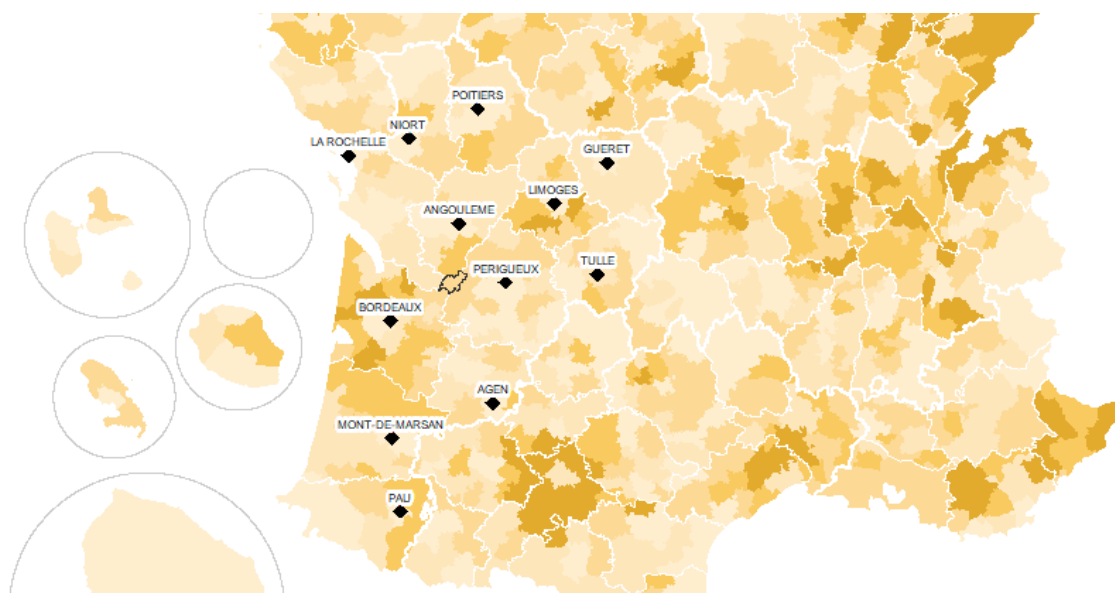 POITIERS
NIORT
LA ROCHELLE
GUERET
LIMOGES
ANGOULEME
PERIGUEUX
TULLE
BORDEAUX
AGEN
MONT-DE-MARSAN
PAU